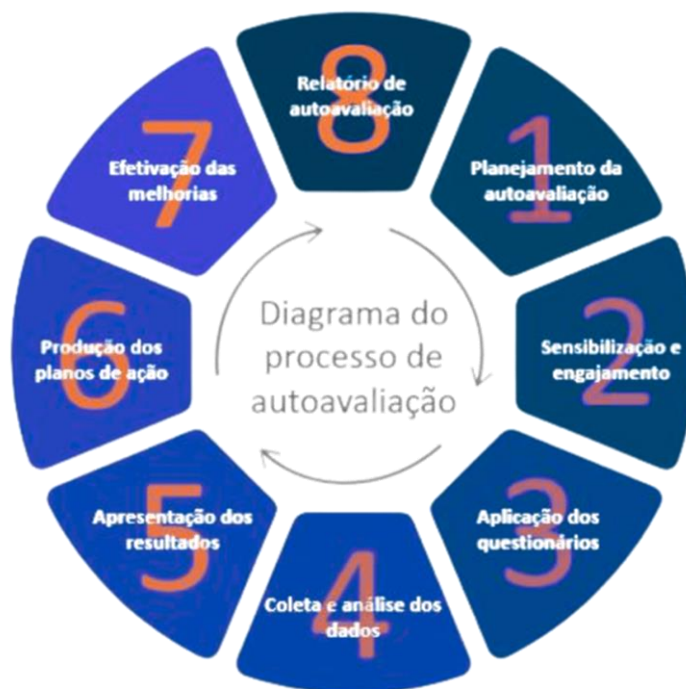 8
Relatório de
autoavaliação
1
Planejamento da
autoavaliação
2
Sensibilização e
engajamento
3
Aplicação dos
questionários
4
Coleta e análise dos
dados
5
Apresentação dos
resultados
6
Produção dos
planos de ação
7
Efetivação das
melhorias
Diagrama do
processo de
autoavaliação